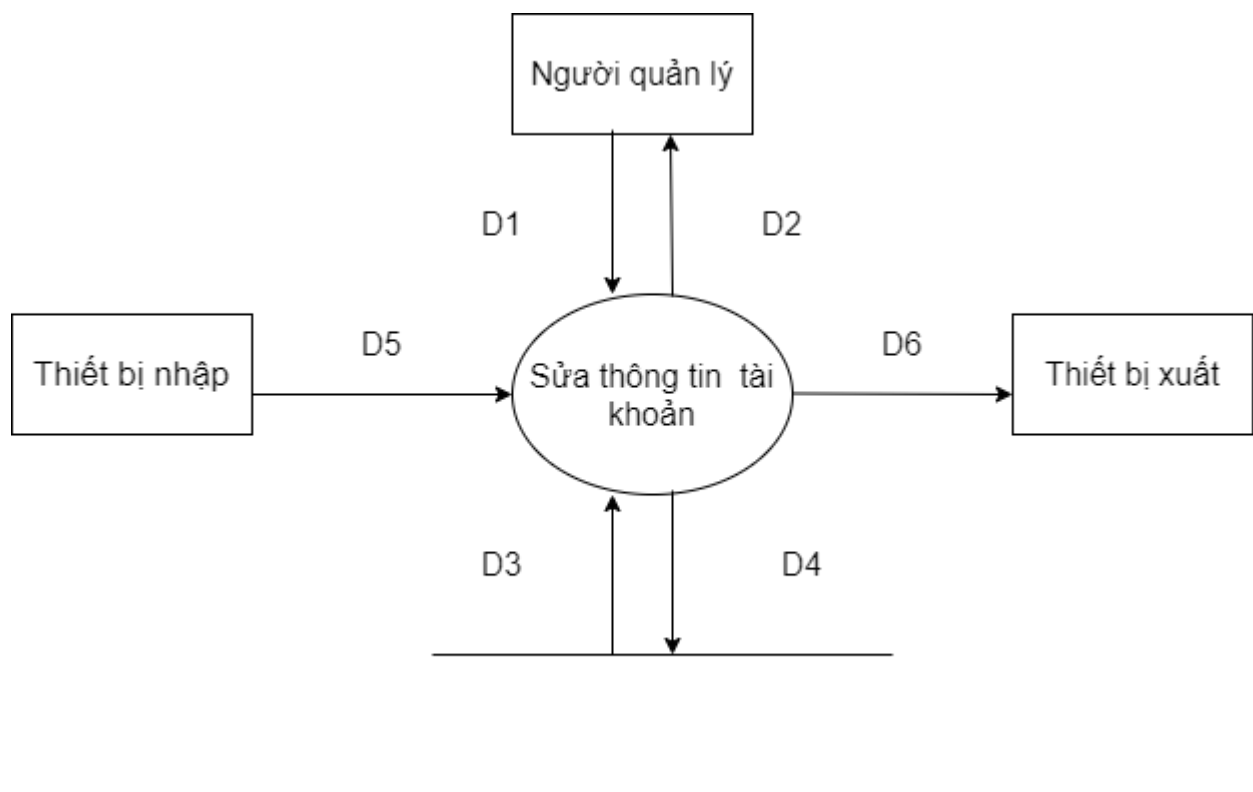 Người quản lý
D1
D2
Thiết bị nhập
D5
Sửa thông tin  tài
khoản
D6
Thiết bị xuất
D3
D4